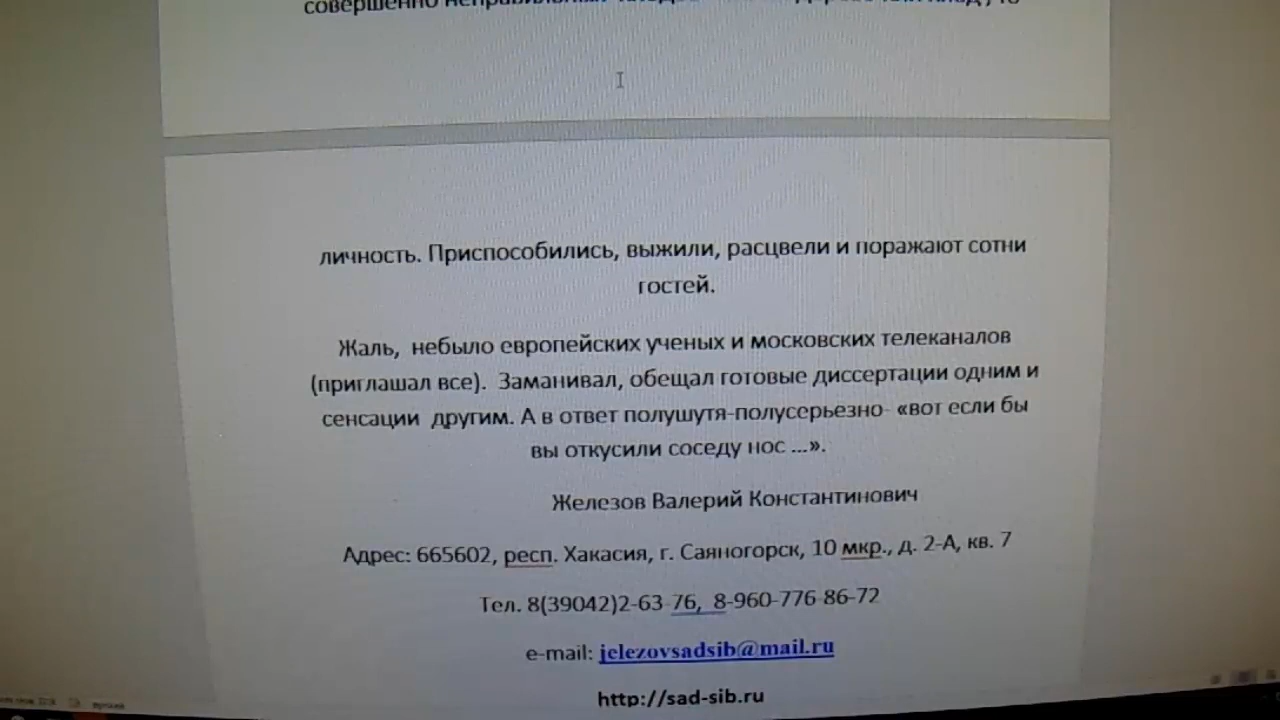 совершенно
личность. Приспособились, выжили, расцвели и поражают сотни
гостей.
Жаль,  небыло европейских ученых и московских телеканалов
(приглашал все).  Заманивал, обещал готовые диссертации одним и
сенсации  другим. А в ответ полушутя-полусерьезно- «вот если бы
вы откусили соседу нос ...».
Железов Валерий Константинович
Адрес: 665602, респ. Хакасия, г. Саяногорск, 10 мкр., д. 2-А, кв. 7
Тел. 8(39042)2-63-76,  8-960-776-86-72
e-mail: jelezovsadsib@mail.ru
http://sad-sib.ru